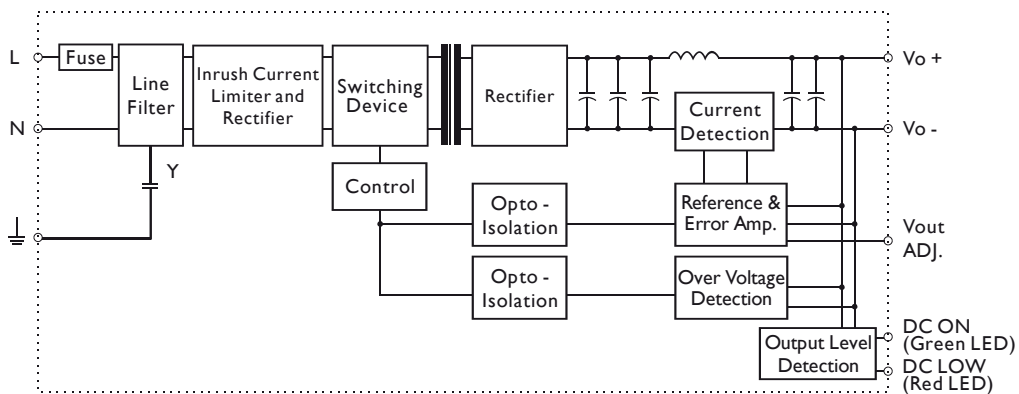 L
Fuse
Line
Filter
Inrush Current
Limiter and
Rectifier
Switching
Device
Rectifier
Current
Detection
Vo +
N
Vo -
Y
Control
Opto -
Isolation
Reference &
Error Amp.
Vout
ADJ.
Opto -
Isolation
Over Voltage
Detection
Output Level
Detection
DC ON
(Green LED)
DC LOW
(Red LED)